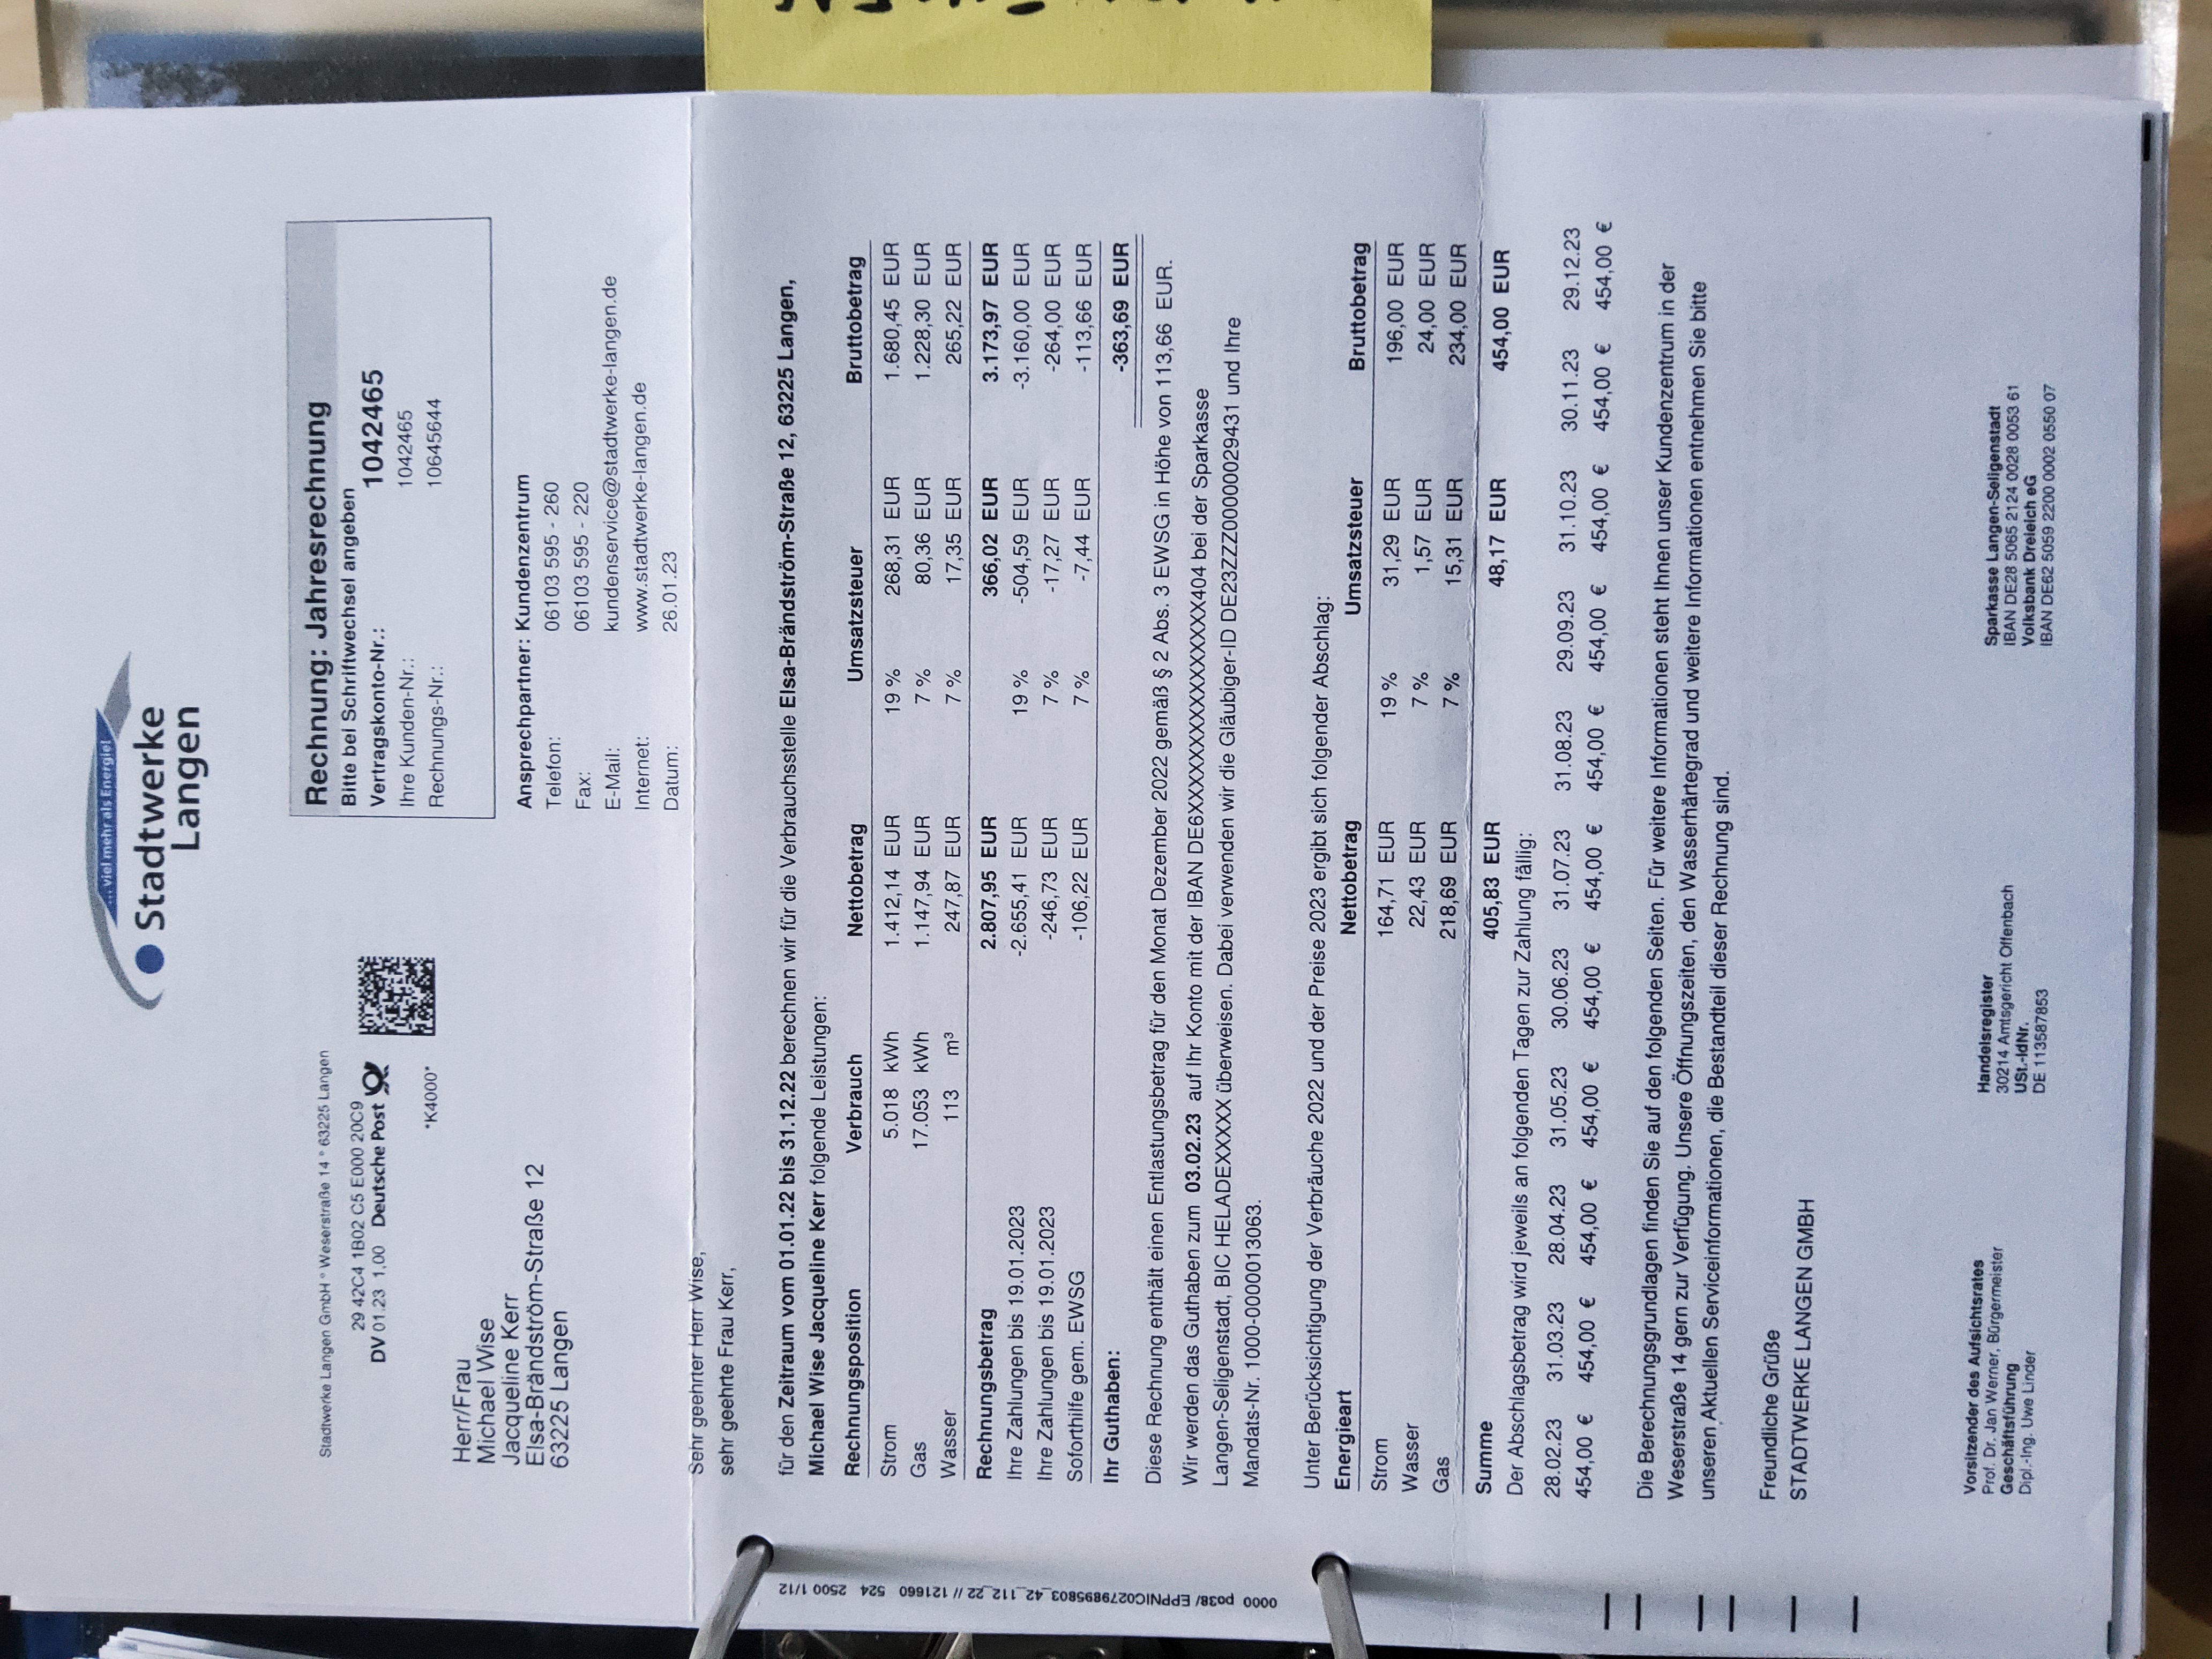 ... viel mehr als Energie!
Stadtwerke
Langen
Stadtwerke Langen GmbH ° Weserstraße 14 ° 63225 Langen
29 42C4 1B02 C5 E000 20C9
DV 01.23 1,00 Deutsche Post
*K4000*
Herr/Frau
Michael Wise
Jacqueline Kerr
Elsa-Brändström-Straße 12
63225 Langen
Rechnung: Jahresrechnung
Bitte bei Schriftwechsel angeben
Vertragskonto-Nr.: 1042465
Ihre Kunden-Nr.: 1042465
Rechnungs-Nr.: 10645644
Ansprechpartner: Kundenzentrum
Telefon: 06103 595 - 260
Fax: 06103 595 - 220
E-Mail: kundenservice@stadtwerke-langen.de
Internet: www.stadtwerke-langen.de
Datum: 26.01.23
Sehr geehrter Herr Wise,
sehr geehrte Frau Kerr,
für den Zeitraum vom 01.01.22 bis 31.12.22 berechnen wir für die Verbrauchsstelle Elsa-Brändström-Straße 12, 63225 Langen,
Michael Wise Jacqueline Kerr folgende Leistungen:
Rechnungsposition Verbrauch Nettobetrag Umsatzsteuer Bruttobetrag
Strom 5.018 kWh 1.412,14 EUR 19 % 268,31 EUR 1.680,45 EUR
Gas 17.053 kWh 1.147,94 EUR 7 % 80,36 EUR 1.228,30 EUR
Wasser 113 m³ 247,87 EUR 7 % 17,35 EUR 265,22 EUR
Rechnungsbetrag 2.807,95 EUR 366,02 EUR 3.173,97 EUR
Ihre Zahlungen bis 19.01.2023 -2.655,41 EUR 19 % -504,59 EUR -3.160,00 EUR
Ihre Zahlungen bis 19.01.2023 -246,73 EUR 7 % -17,27 EUR -264,00 EUR
Soforthilfe gem. EWSG -106,22 EUR 7 % -7,44 EUR -113,66 EUR
Ihr Guthaben: -363,69 EUR
Diese Rechnung enthält einen Entlastungsbetrag für den Monat Dezember 2022 gemäß § 2 Abs. 3 EWSG in Höhe von 113,66 EUR.
Wir werden das Guthaben zum 03.02.23 auf Ihr Konto mit der IBAN DE6XXXXXXXXXXXXXXXX404 bei der Sparkasse
Langen-Seligenstadt, BIC HELADEXXXXX überweisen. Dabei verwenden wir die Gläubiger-ID DE23ZZZ00000029431 und Ihre
Mandats-Nr. 1000-0000013063.
Unter Berücksichtigung der Verbräuche 2022 und der Preise 2023 ergibt sich folgender Abschlag:
Energieart Nettobetrag Umsatzsteuer Bruttobetrag
Strom 164,71 EUR 19 % 31,29 EUR 196,00 EUR
Wasser 22,43 EUR 7 % 1,57 EUR 24,00 EUR
Gas 218,69 EUR 7 % 15,31 EUR 234,00 EUR
Summe 405,83 EUR 48,17 EUR 454,00 EUR
Der Abschlagsbetrag wird jeweils an folgenden Tagen zur Zahlung fällig:
28.02.23 31.03.23 28.04.23 31.05.23 30.06.23 31.07.23 31.08.23 29.09.23 31.10.23 30.11.23 29.12.23
454,00 € 454,00 € 454,00 € 454,00 € 454,00 € 454,00 € 454,00 € 454,00 € 454,00 € 454,00 € 454,00 €
Die Berechnungsgrundlagen finden Sie auf den folgenden Seiten. Für weitere Informationen steht Ihnen unser Kundenzentrum in der
Weserstraße 14 gern zur Verfügung. Unsere Öffnungszeiten, den Wasserhärtegrad und weitere Informationen entnehmen Sie bitte
unseren Aktuellen Serviceinformationen, die Bestandteil dieser Rechnung sind.
Freundliche Grüße
STADTWERKE LANGEN GMBH
0000 po38/ EPPNIC0279895803_42_112_22 // 121660 524 2500 1/12
Vorsitzender des Aufsichtsrates
Prof. Dr. Jan Werner, Bürgermeister
Geschäftsführung
Dipl.-Ing. Uwe Linder
Handelsregister
30214 Amtsgericht Offenbach
USt.-IdNr.
DE 113587853
Sparkasse Langen-Seligenstadt
IBAN DE28 5065 2124 0028 0053 61
Volksbank Dreieich eG
IBAN DE62 5059 2200 0002 0550 07